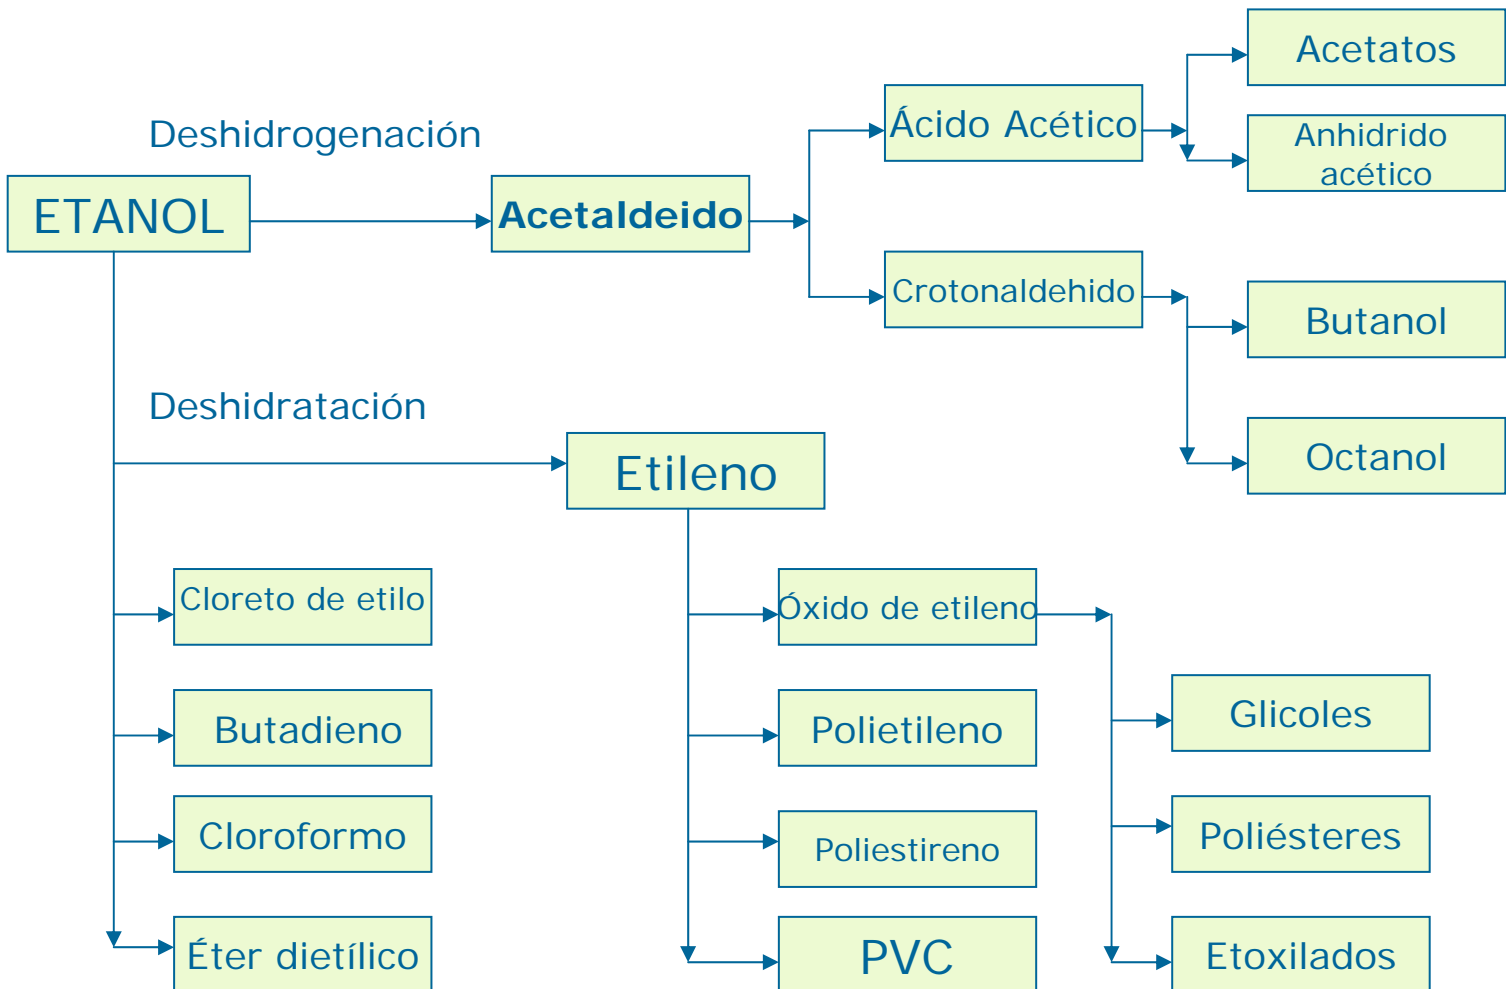 Acetatos
Deshidrogenación
Ácido Acético
Anhidrido
acético
ETANOL
Acetaldeido
Crotonaldehido
Butanol
Deshidratación
Etileno
Octanol
Cloreto de etilo
Óxido de etileno
Butadieno
Polietileno
Glicoles
Cloroformo
Poliestireno
Poliésteres
Éter dietílico
PVC
Etoxilados